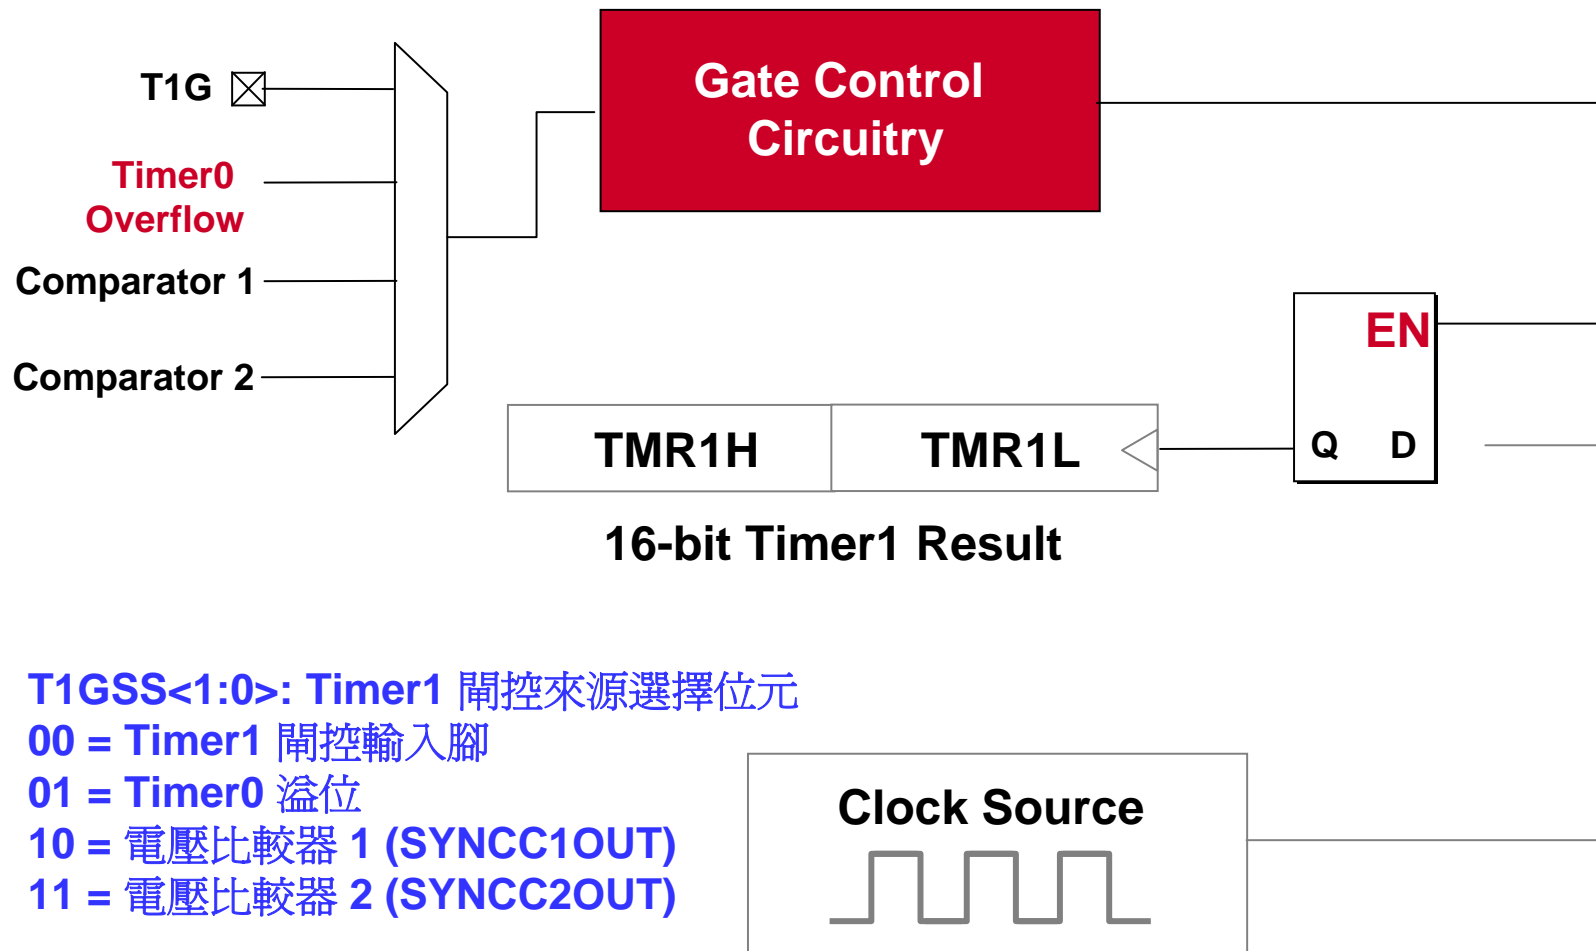 Gate Control
Circuitry
T1G
Timer0
Overflow
Comparator 1
Comparator 2
EN
Q D
TMR1H TMR1L
16-bit Timer1 Result
T1GSS<1:0>: Timer1 閘控來源選擇位元
00 = Timer1 閘控輸入腳
01 = Timer0 溢位
10 = 電壓比較器 1 (SYNCC1OUT)
11 = 電壓比較器 2 (SYNCC2OUT)
Clock Source